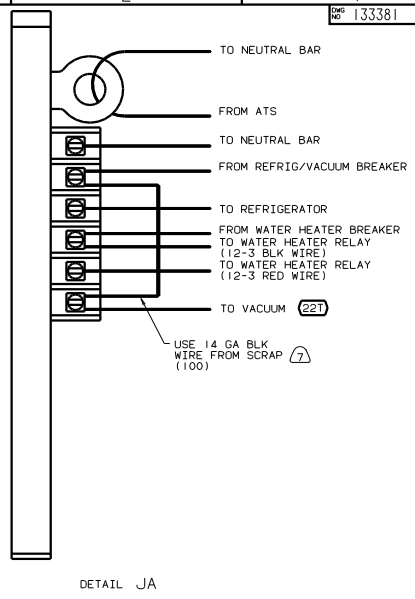 DWG NO 133381
TO NEUTRAL BAR
FROM ATS
TO NEUTRAL BAR
FROM REFRIG/VACUUM BREAKER
TO REFRIGERATOR
FROM WATER HEATER BREAKER
TO WATER HEATER RELAY
(12-3 BLK WIRE)
TO WATER HEATER RELAY
(12-3 RED WIRE)
TO VACUUM 22T
USE 14 GA BLK
WIRE FROM SCRAP 7
(100)
DETAIL JA